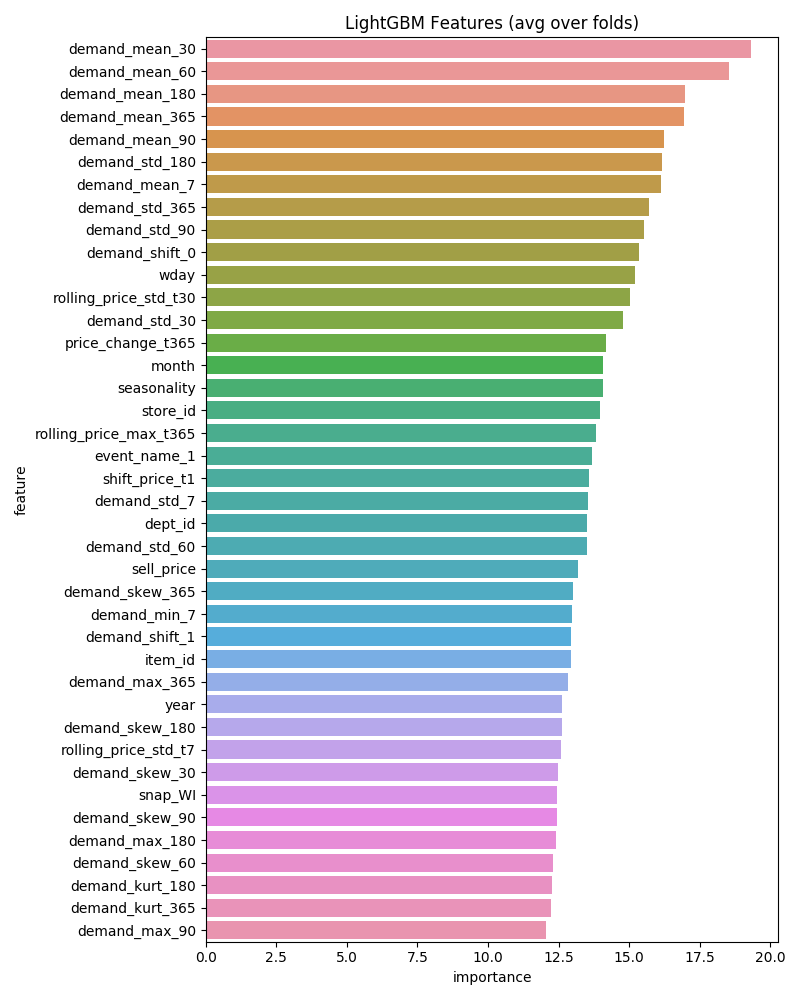 LightGBM Features (avg over folds)
demand_mean_30
demand_mean_60
demand_mean_180
demand_mean_365
demand_mean_90
demand_std_180
demand_mean_7
demand_std_365
demand_std_90
demand_shift_0
wday
rolling_price_std_t30
demand_std_30
price_change_t365
month
seasonality
store_id
rolling_price_max_t365
event_name_1
shift_price_t1
demand_std_7
dept_id
demand_std_60
sell_price
demand_skew_365
demand_min_7
demand_shift_1
item_id
demand_max_365
year
demand_skew_180
rolling_price_std_t7
demand_skew_30
snap_WI
demand_skew_90
demand_max_180
demand_skew_60
demand_kurt_180
demand_kurt_365
demand_max_90
feature
0.0 2.5 5.0 7.5 10.0 12.5 15.0 17.5 20.0
importance